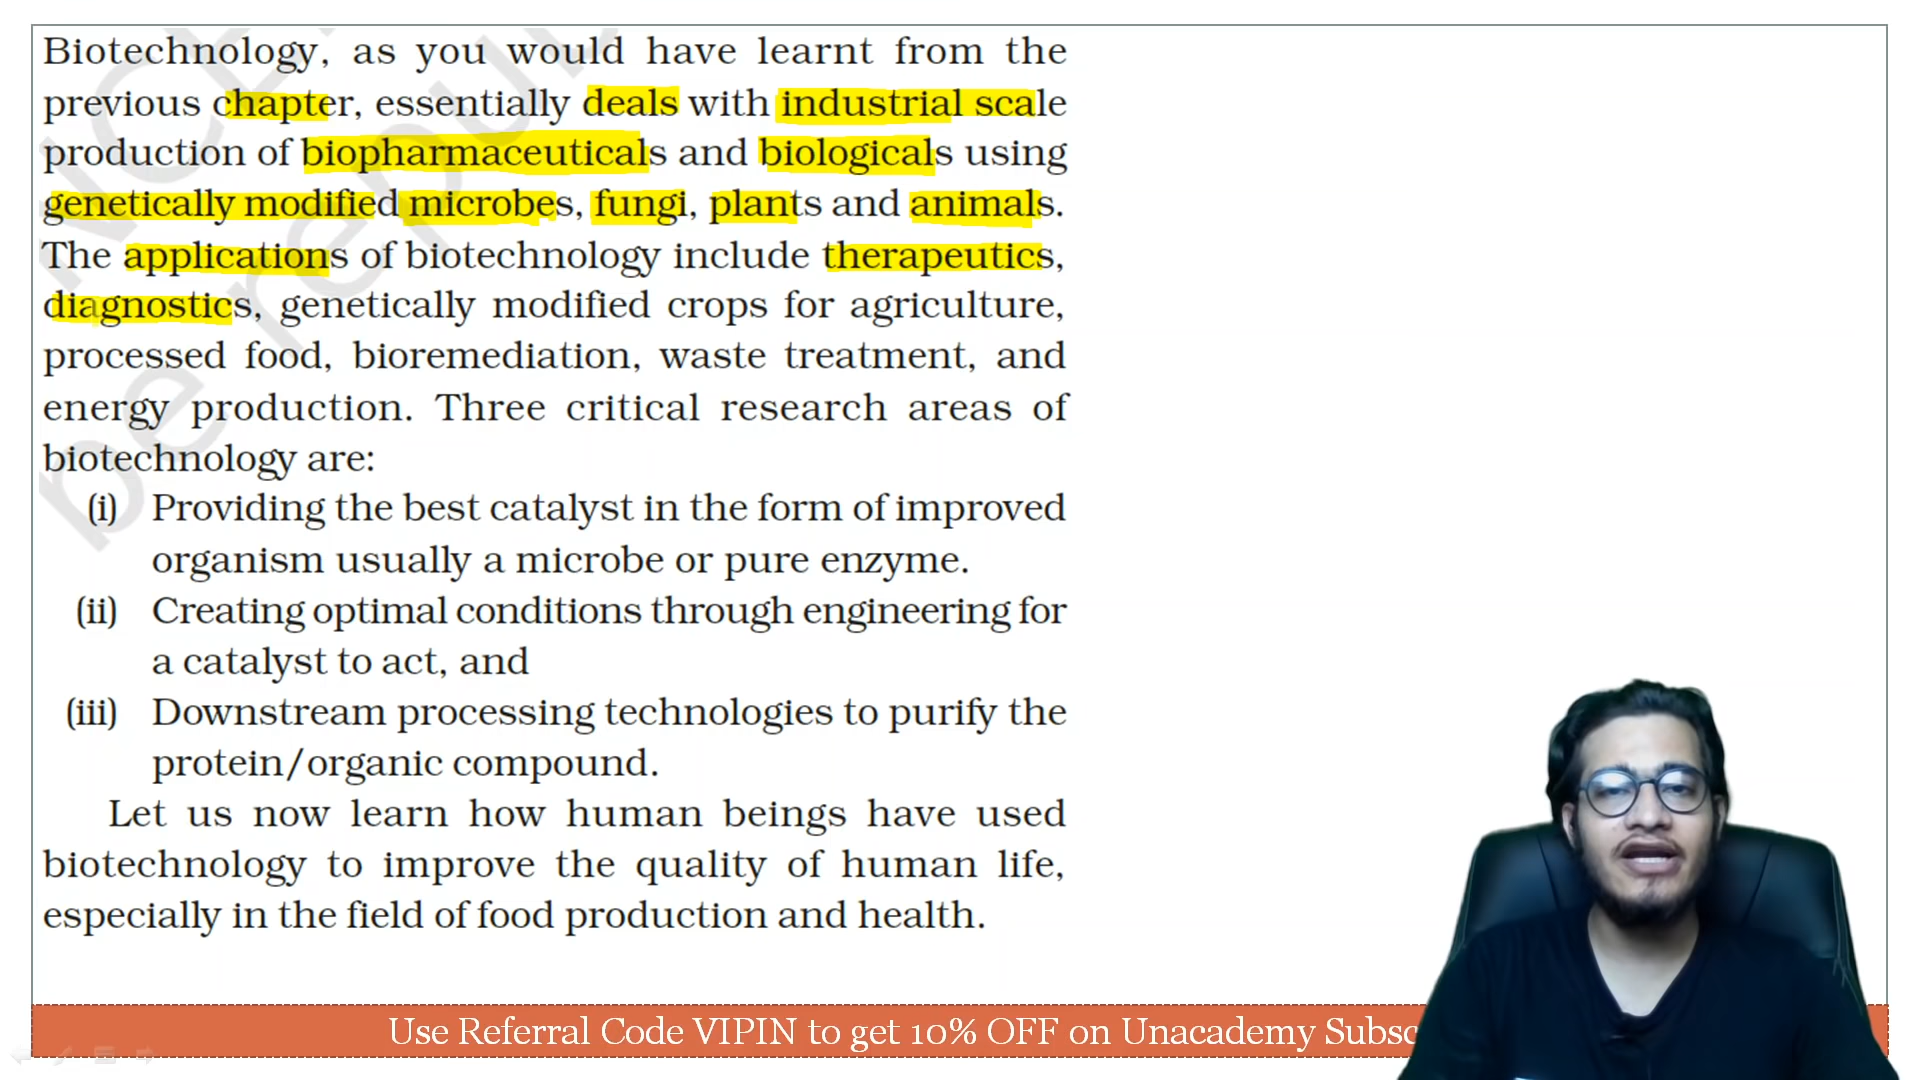 Biotechnology, as you would have learnt from the
previous chapter, essentially deals with industrial scale
production of biopharmaceuticals and biologicals using
genetically modified microbes, fungi, plants and animals.
The applications of biotechnology include therapeutics,
diagnostics, genetically modified crops for agriculture,
processed food, bioremediation, waste treatment, and
energy production. Three critical research areas of
biotechnology are:
(i) Providing the best catalyst in the form of improved
organism usually a microbe or pure enzyme.
(ii) Creating optimal conditions through engineering for
a catalyst to act, and
(iii) Downstream processing technologies to purify the
protein/organic compound.
Let us now learn how human beings have used
biotechnology to improve the quality of human life,
especially in the field of food production and health.
Use Referral Code VIPIN to get 10% OFF on Unacademy Subsc